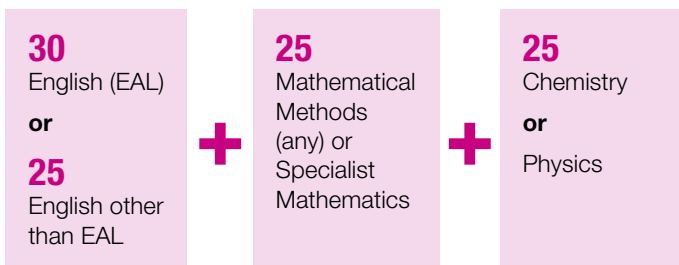 30
English (EAL)
or
25
English other
than EAL
+
25
Mathematical
Methods
(any) or
Specialist
Mathematics
+
25
Chemistry
or
Physics